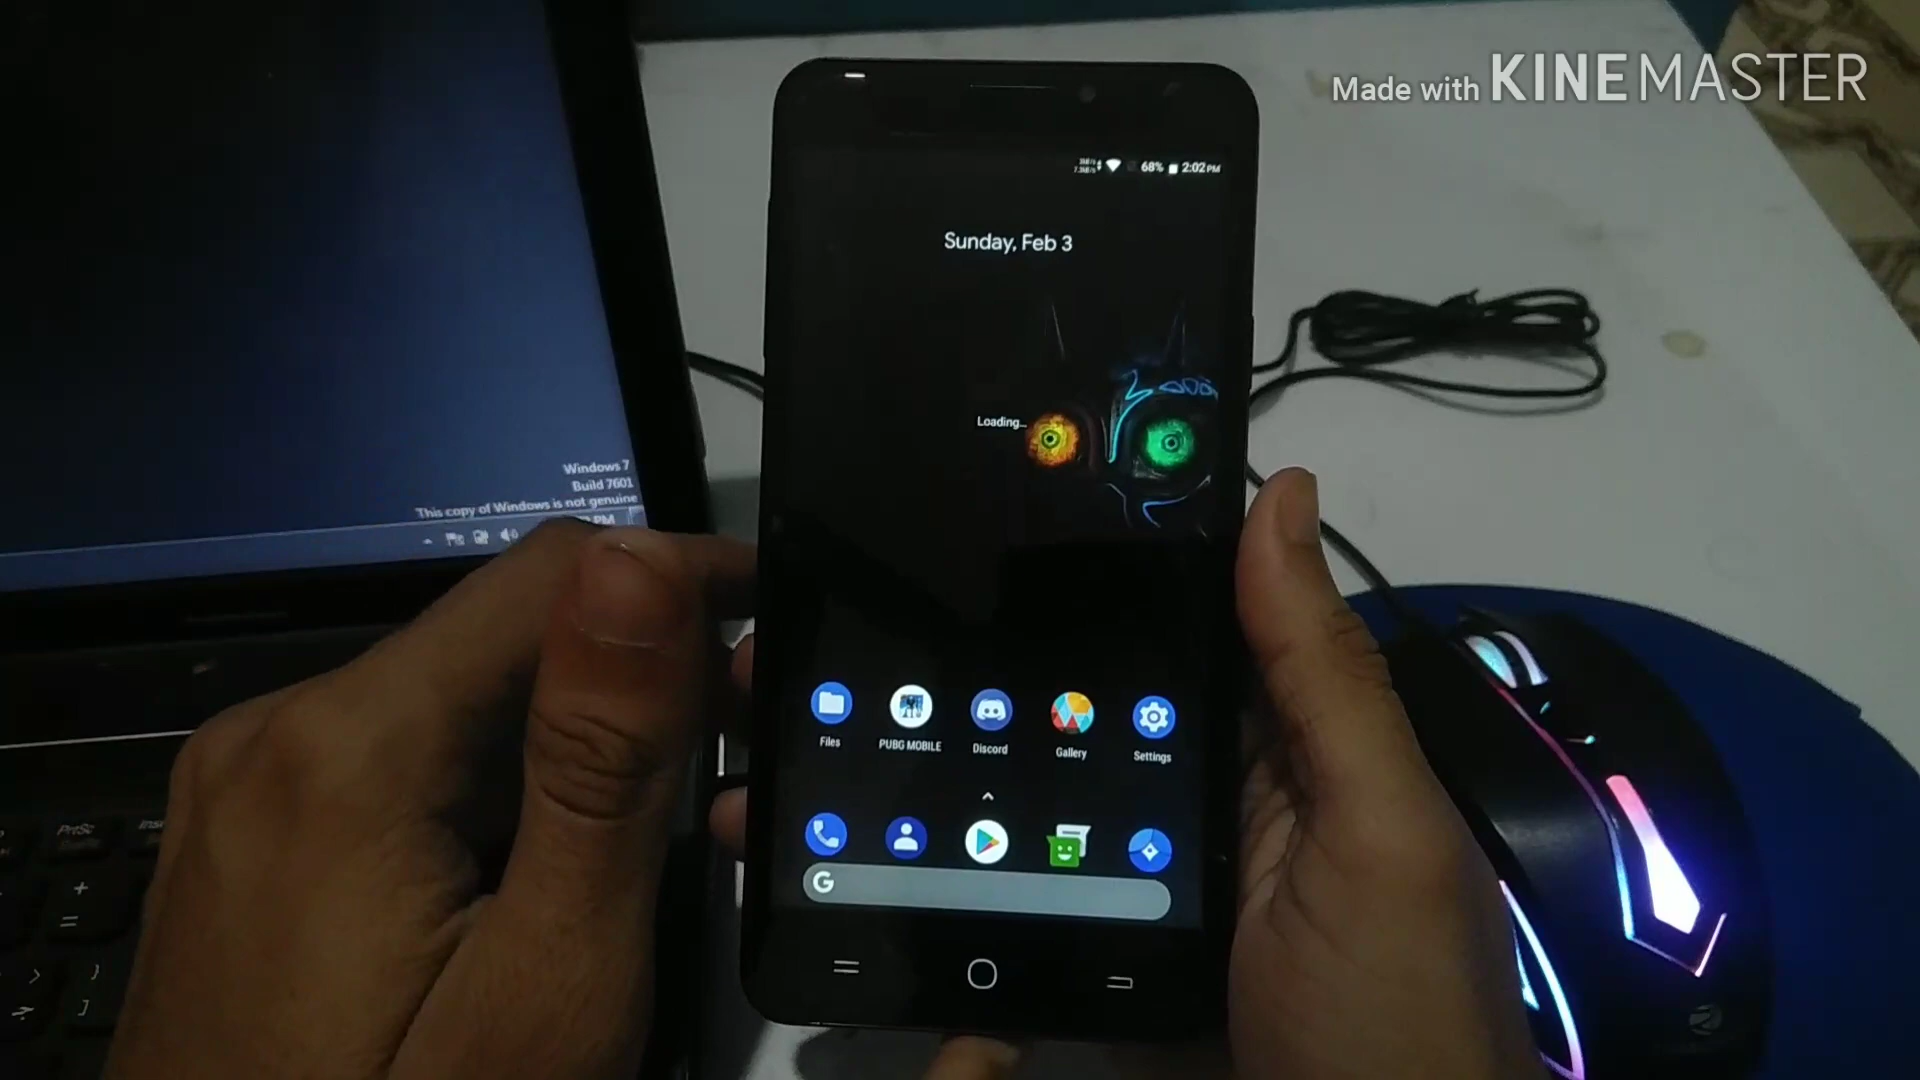 Made with KINEMASTER
68% 2:02 PM
Sunday, Feb 3
Loading...
Windows 7
Build 7601
This copy of Windows is not genuine
PM
Files
PUBG MOBILE
Discord
Gallery
Settings
G
PrtSc